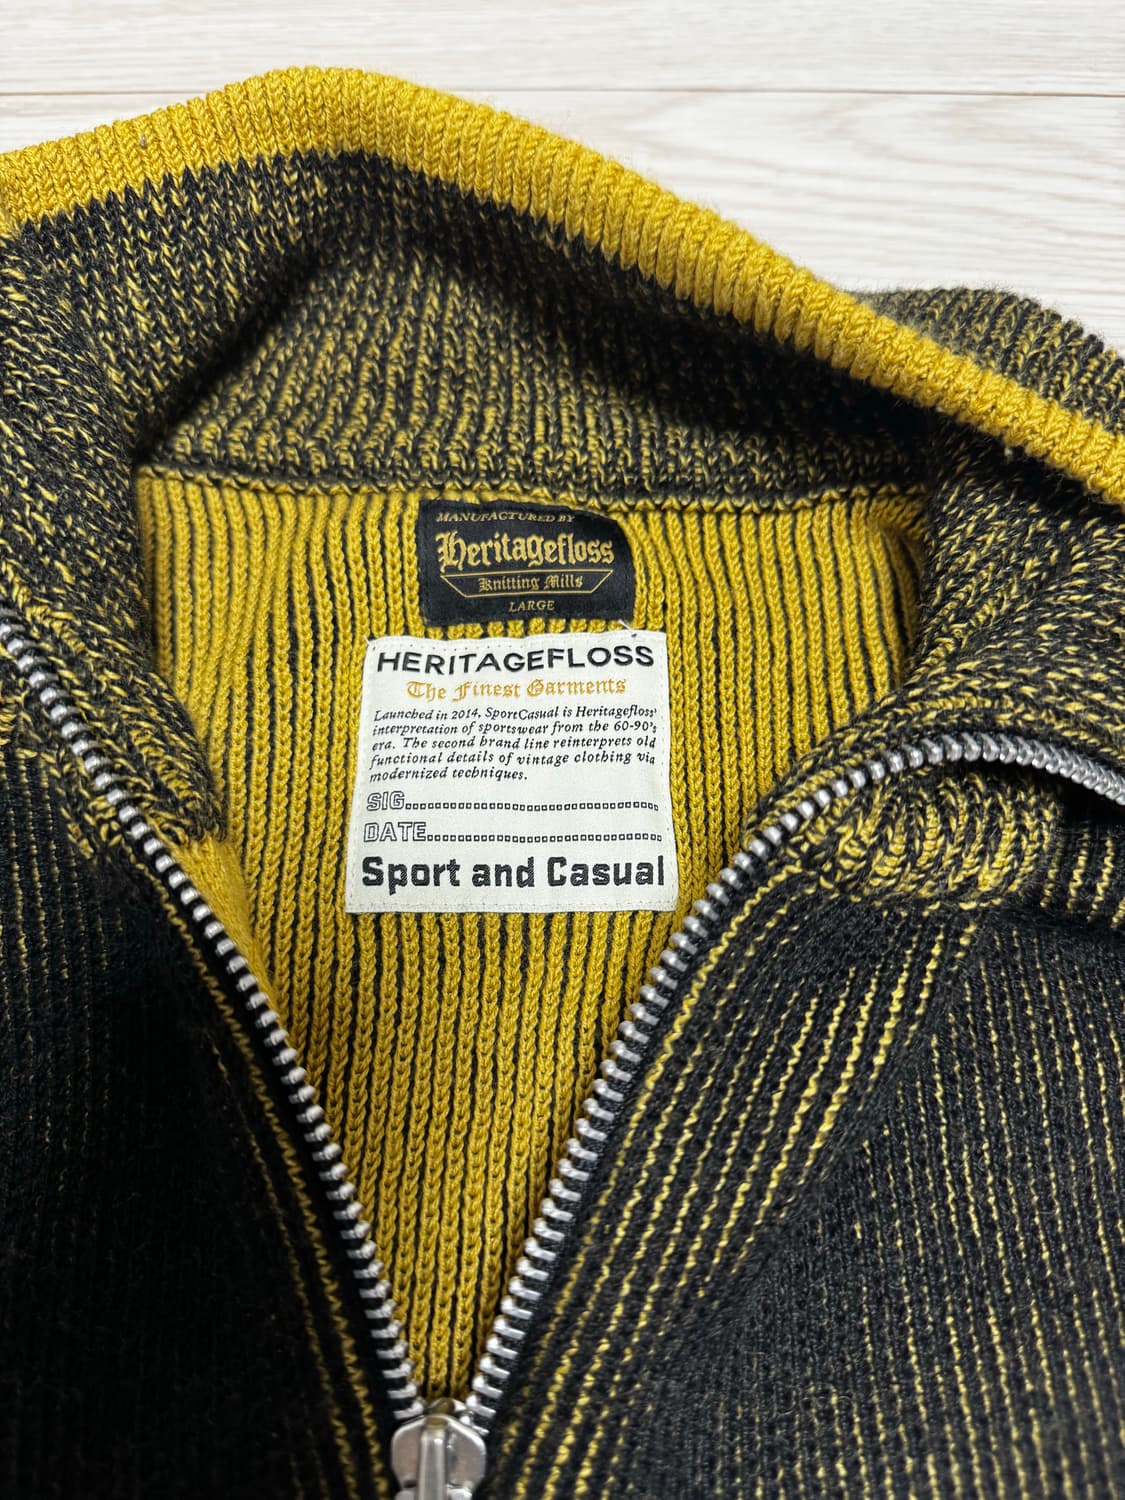 MANUFACTURED BY
Heritagefloss
Knitting Mills
LARGE
HERITAGEFLOSS
The Finest Garments
Launched in 2014, SportCasual is Heritagefloss'
interpretation of sportswear from the 60-90's
era. The second brand line reinterprets old
functional details of vintage clothing via
modernized techniques.
SIG.......................................................
DATE...................................................
Sport and Casual